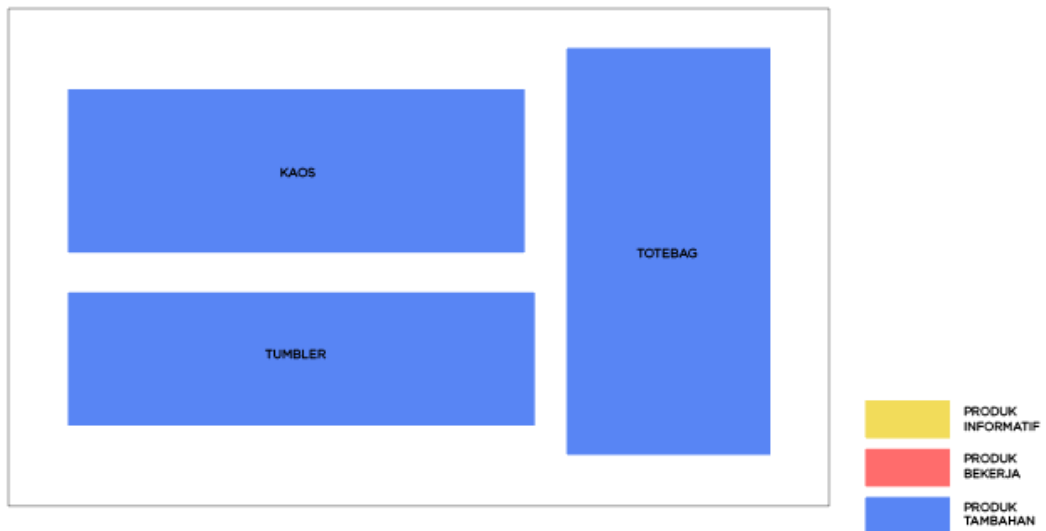 KAOS
TOTEBAG
TUMBLER
PRODUK
INFORMATIF
PRODUK
BEKERJA
PRODUK
TAMBAHAN